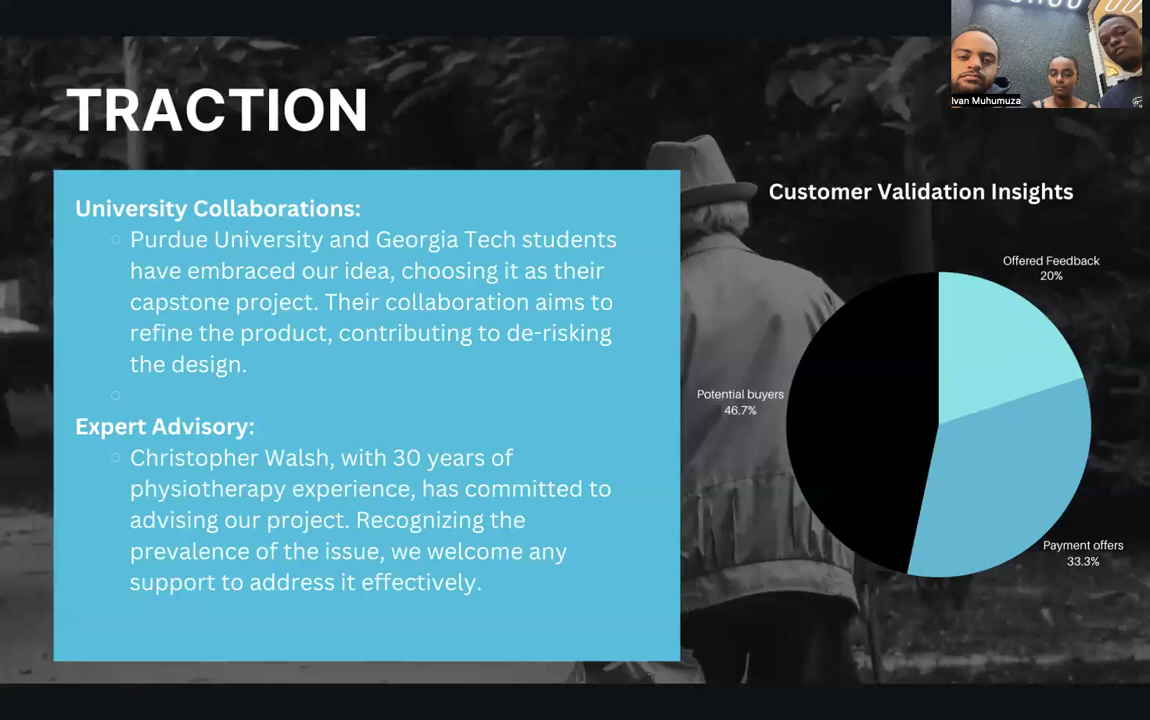 TRACTION
University Collaborations:
Purdue University and Georgia Tech students
have embraced our idea, choosing it as their
capstone project. Their collaboration aims to
refine the product, contributing to de-risking
the design.
Expert Advisory:
Christopher Walsh, with 30 years of
physiotherapy experience, has committed to
advising our project. Recognizing the
prevalence of the issue, we welcome any
support to address it effectively.
Customer Validation Insights
Offered Feedback
20%
Potential buyers
46.7%
Payment offers
33.3%
Ivan Muhumuza